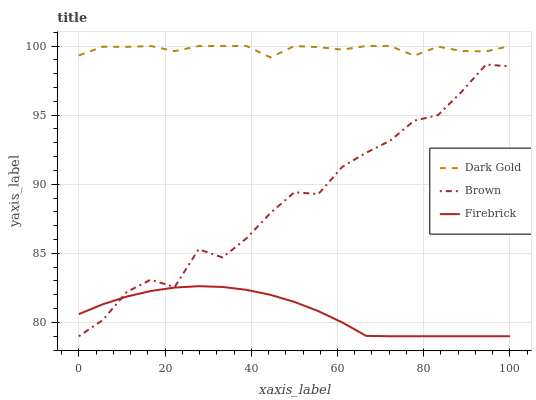 title
100
95
90
85
80
yaxis_label
Dark Gold
Brown
Firebrick
0 20 40 60 80 100
xaxis_label